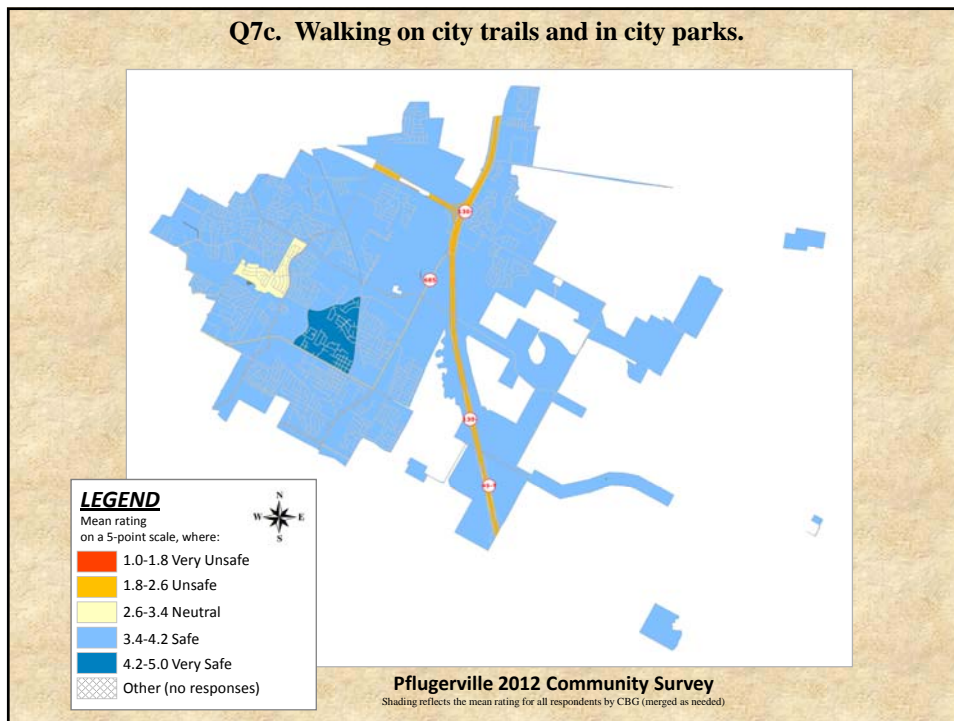 Q7c.  Walking on city trails and in city parks.
130
685
130
LEGEND
N
W E
S
Mean rating
on a 5-point scale, where:
1.0-1.8 Very Unsafe
1.8-2.6 Unsafe
2.6-3.4 Neutral
3.4-4.2 Safe
4.2-5.0 Very Safe
Other (no responses)
Pflugerville 2012 Community Survey
Shading reflects the mean rating for all respondents by CBG (merged as needed)